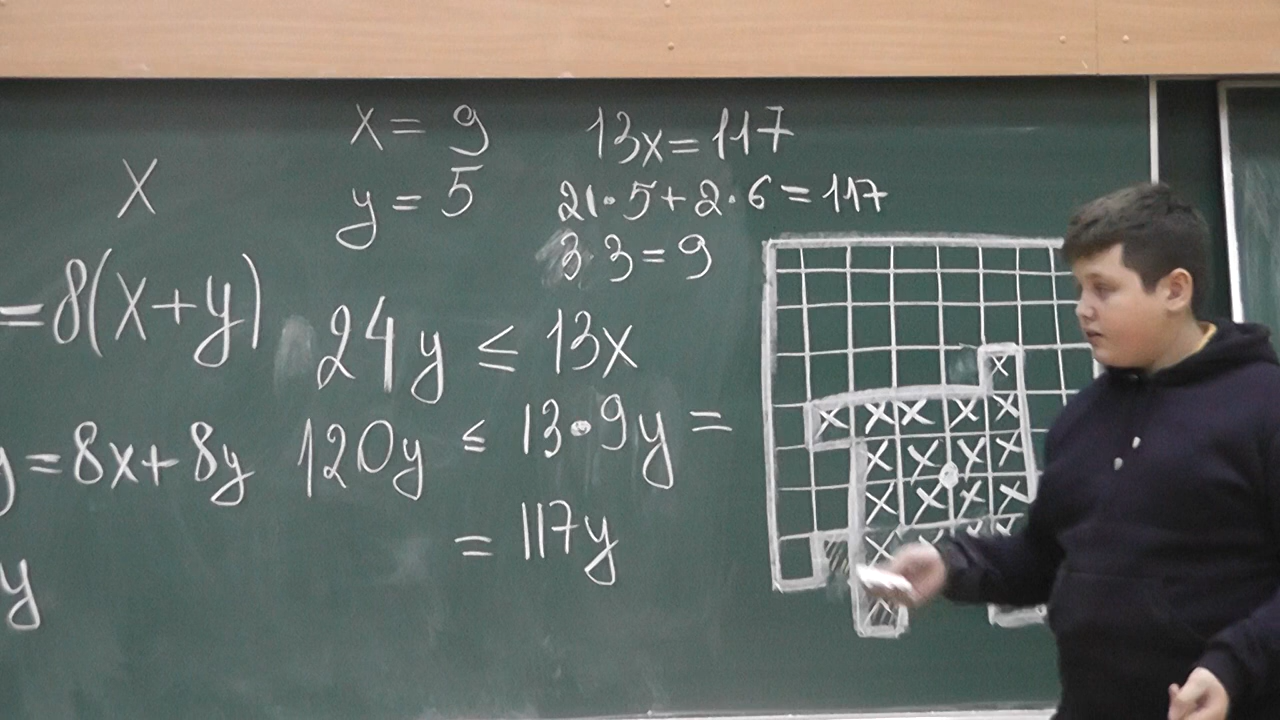 x = 9
y = 5
X
13x = 117
21 · 5 + 2 · 6 = 117
3 3 = 9
= 8(x + y)
24y ≤ 13x
y = 8x + 8y
120y ≤ 13 · 9y =
= 117y
y
x
x x x x x
x x x x
x x x x